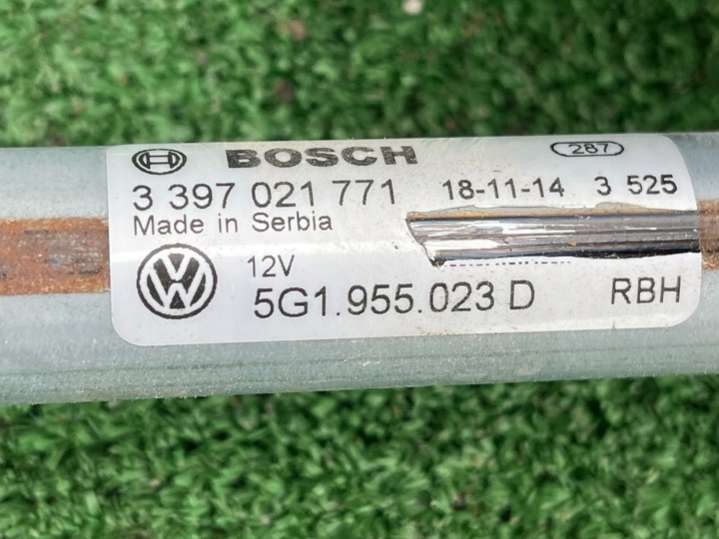 BOSCH 287
3 397 021 771 18-11-14 3 525
Made in Serbia
12V
5G1.955.023 D RBH